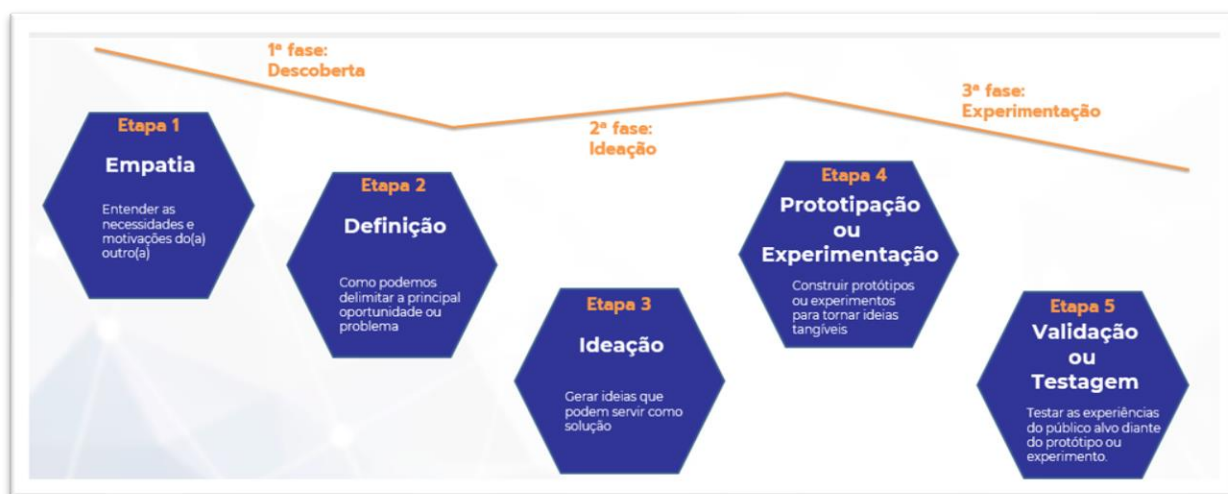 1ª fase:
Descoberta
2ª fase:
Ideação
3ª fase:
Experimentação
Etapa 1
Empatia
Entender as
necessidades e
motivações do(a)
outro(a)
Etapa 2
Definição
Como podemos
delimitar a principal
oportunidade ou
problema
Etapa 3
Ideação
Gerar ideias que
podem servir como
solução
Etapa 4
Prototipação
ou
Experimentação
Construir protótipos
ou experimentos
para tornar ideias
tangíveis
Etapa 5
Validação
ou
Testagem
Testar as experiências
do público alvo diante
do protótipo ou
experimento.